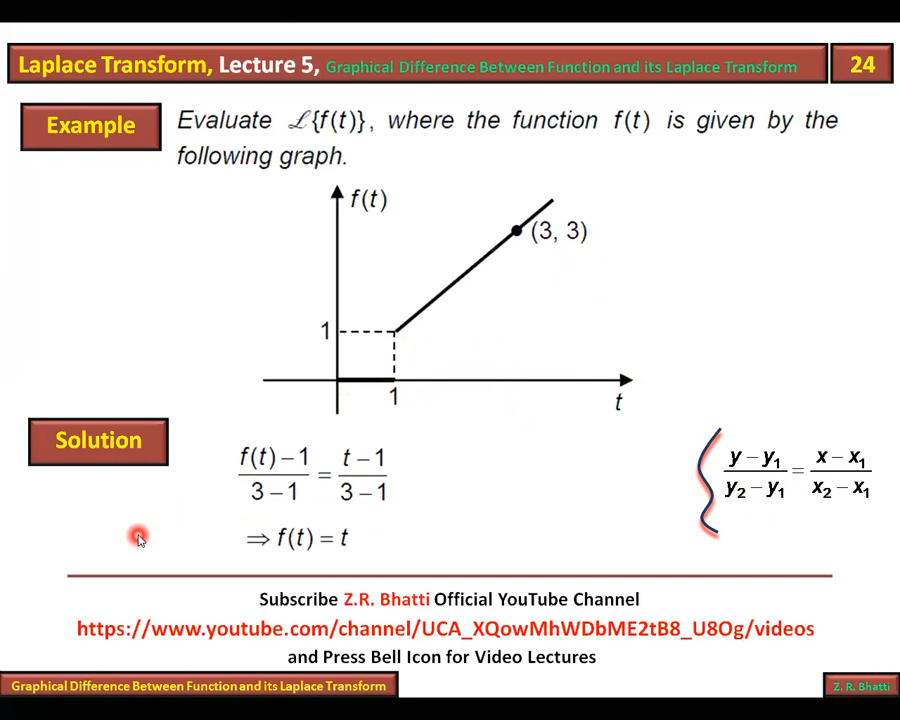 Laplace Transform, Lecture 5, Graphical Difference Between Function and its Laplace Transform
24
Example
Evaluate ℒ{f(t)}, where the function f(t) is given by the
following graph.
f(t)
(3, 3)
1
1
t
Solution
f(t) – 1 / 3 – 1 = t – 1 / 3 – 1
y – y₁ / y₂ – y₁ = x – x₁ / x₂ – x₁
⇒ f(t) = t
Subscribe Z.R. Bhatti Official YouTube Channel
https://www.youtube.com/channel/UCA_XQowMhWDbME2tB8_U8Og/videos
and Press Bell Icon for Video Lectures
Graphical Difference Between Function and its Laplace Transform
Z. R. Bhatti